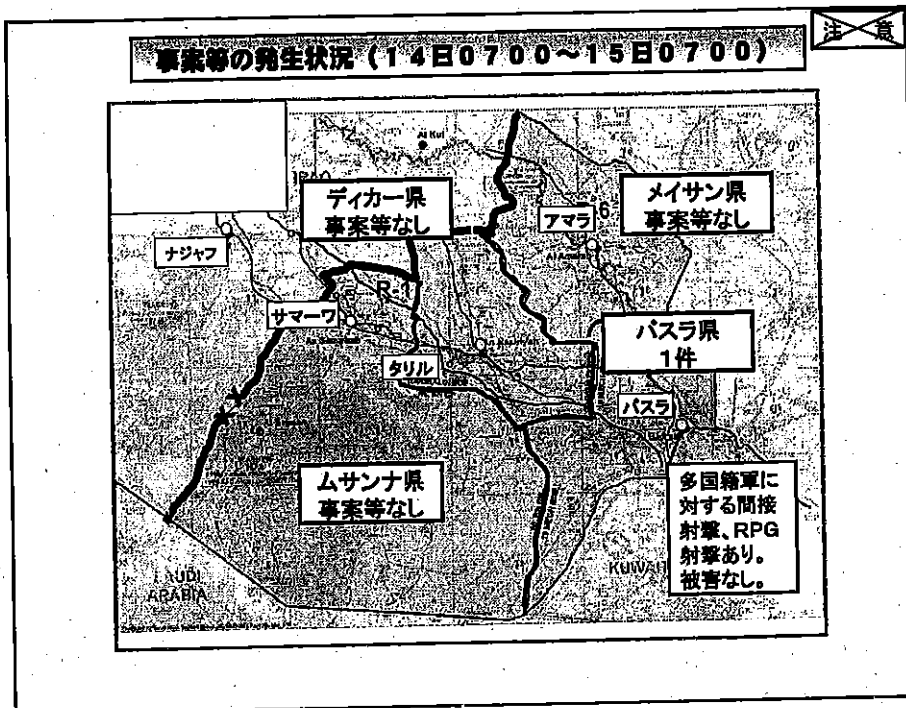 注意
事案等の発生状況（１４日０７００～１５日０７００）
Al Kut
ディカー県
事案等なし
メイサン県
事案等なし
アマラ
6
ナジャフ
R-1
サマーワ
バスラ県
1件
タリル
バスラ
ムサンナ県
事案等なし
多国籍軍に
対する間接
射撃、RPG
射撃あり。
被害なし。
KUWAIT
ARABIA